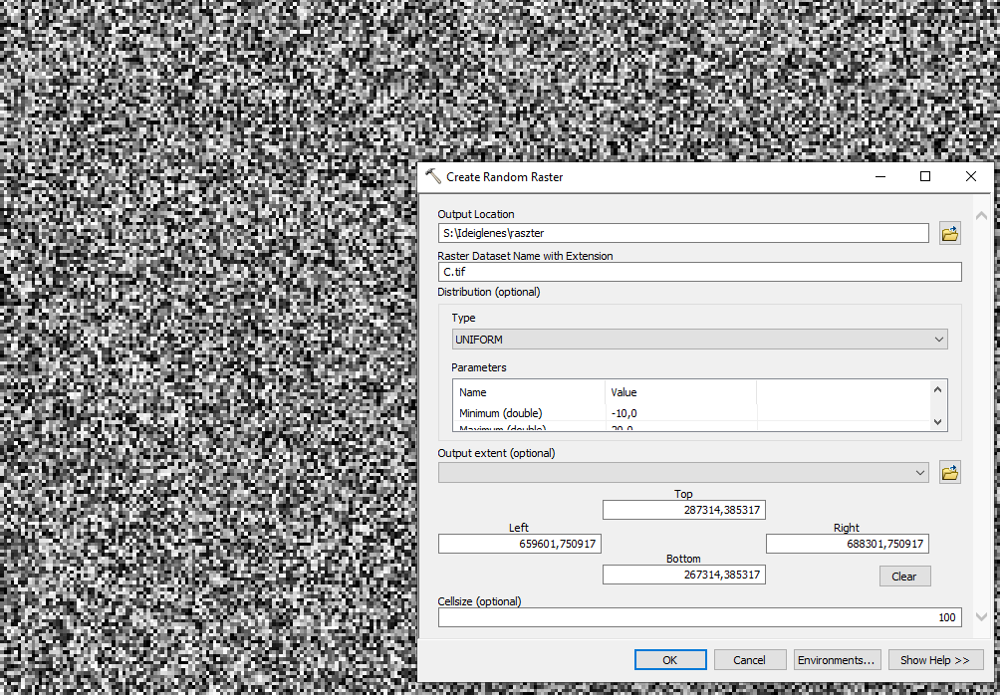 Create Random Raster
Output Location
S:\Ideiglenes\raszter
Raster Dataset Name with Extension
C.tif
Distribution (optional)
Type
UNIFORM
Parameters
Name Value
Minimum (double) -10,0
Maximum (double) 20,0
Output extent (optional)
Top
287314,385317
Left Right
659601,750917 688301,750917
Bottom
267314,385317
Clear
Cellsize (optional)
100
OK Cancel Environments... Show Help >>